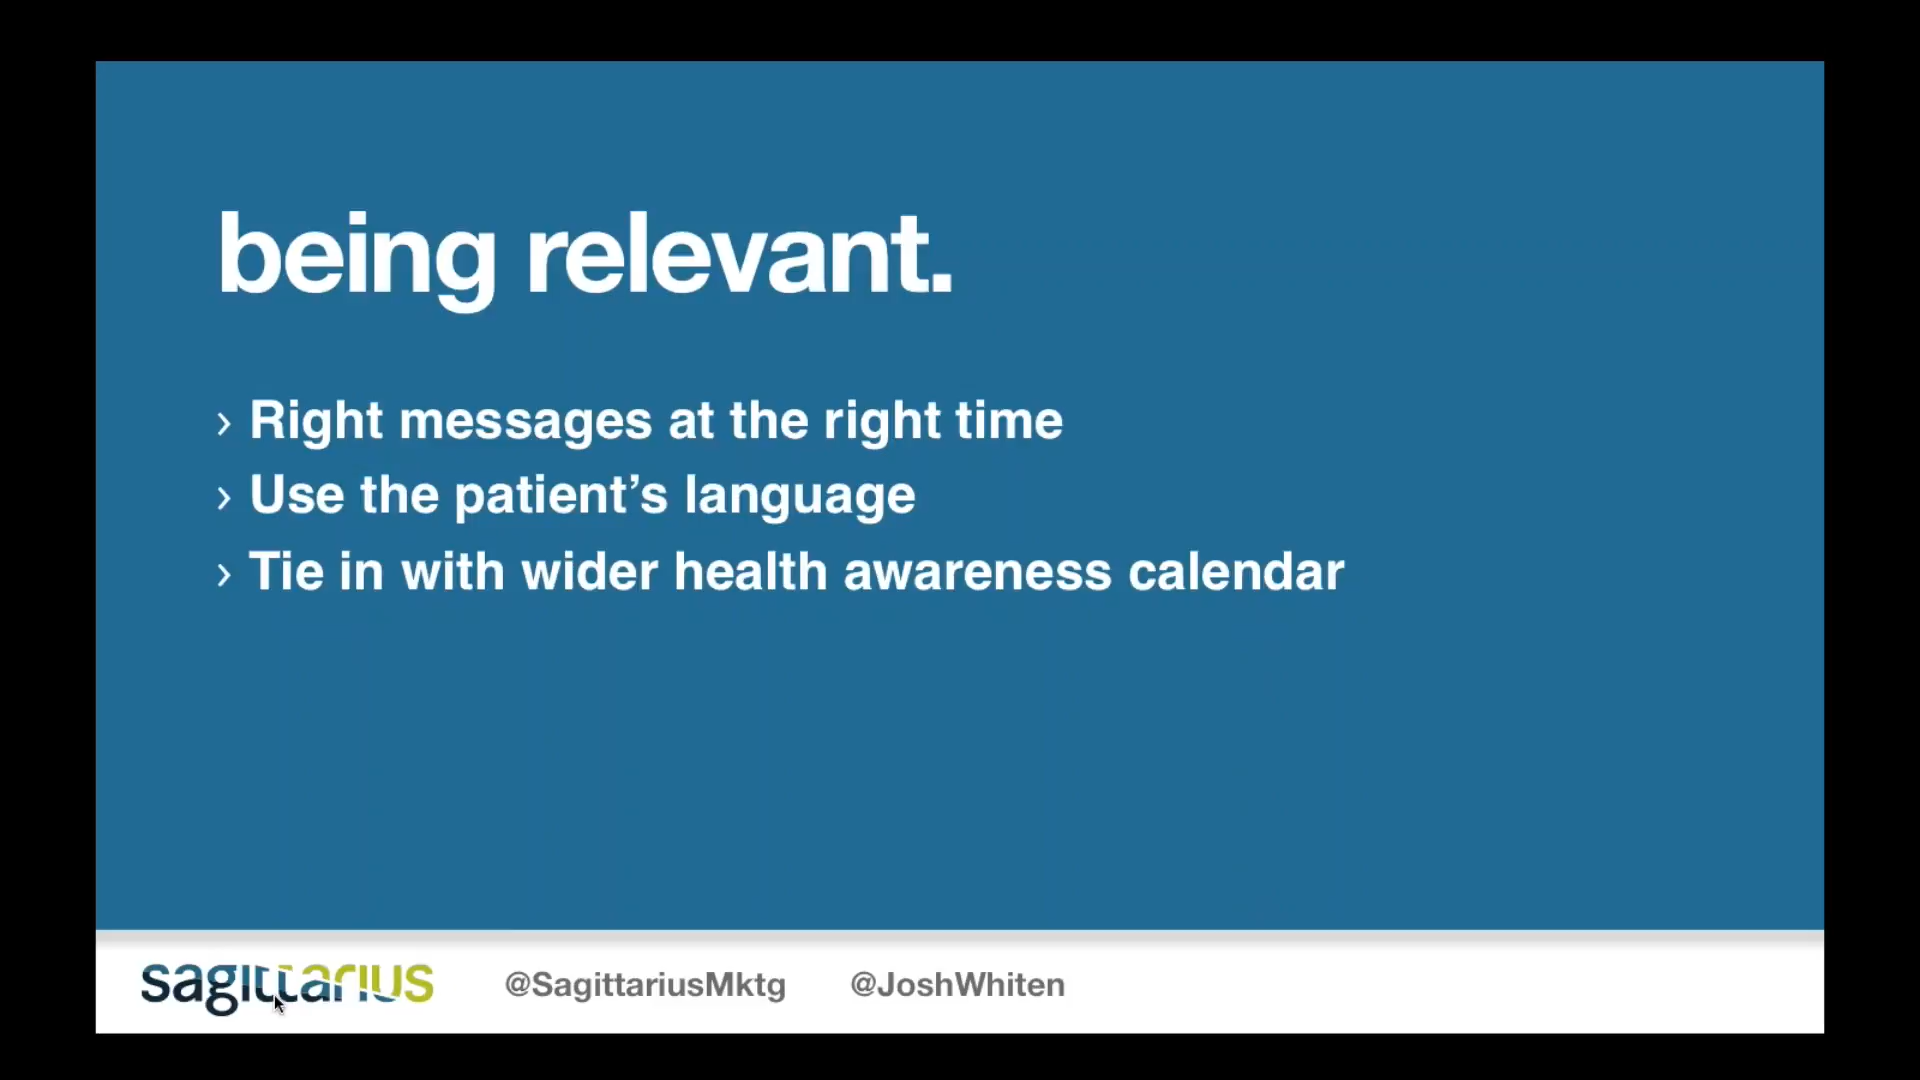 being relevant.
› Right messages at the right time
› Use the patient’s language
› Tie in with wider health awareness calendar
sagittarius @SagittariusMktg @JoshWhiten